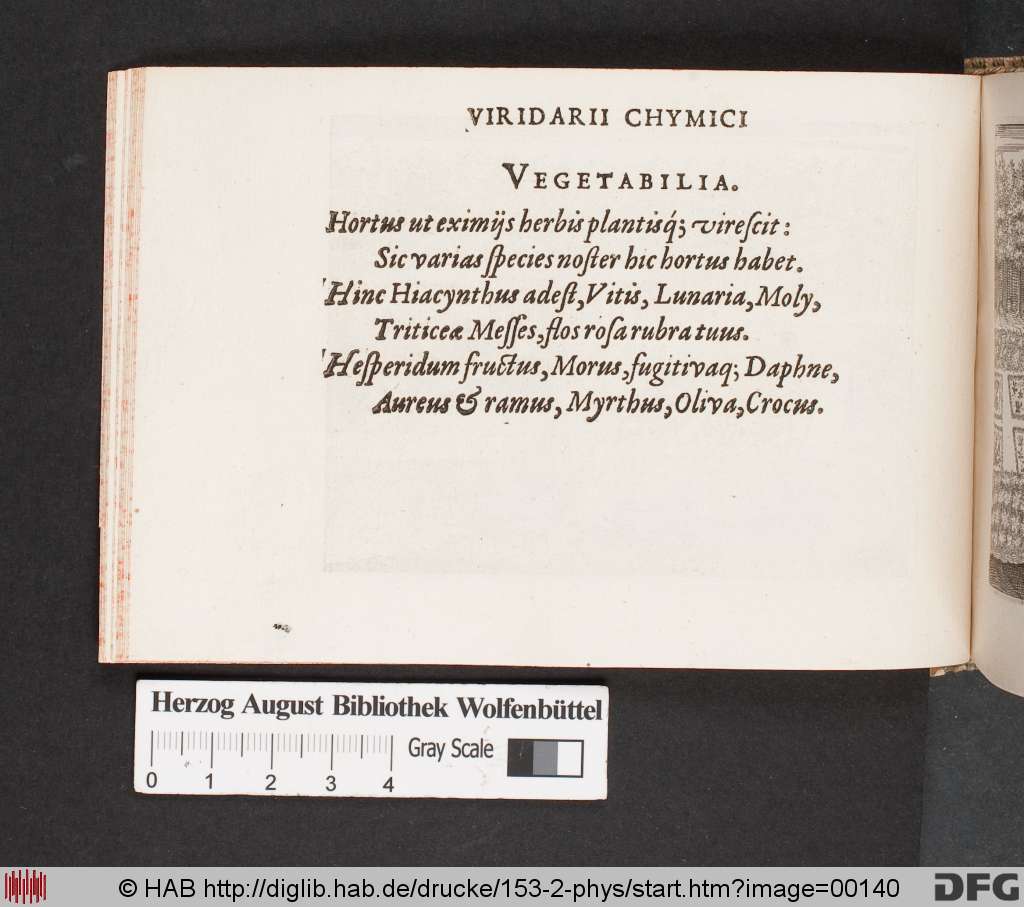 VIRIDARII CHYMICI
VEGETABILIA.
Hortus ut eximijs herbis plantisq́; vireſcit:
Sic varias ſpecies noſter hic hortus habet.
Hinc Hiacynthus adeſt, Vitis, Lunaria, Moly,
Triticeæ Meſſes, flos roſa rubra tuus.
Heſperidum fructus, Morus, fugitivaq; Daphne,
Aureus & ramus, Myrthus, Oliva, Crocus.
Herzog August Bibliothek Wolfenbüttel
Gray Scale
0 1 2 3 4
© HAB http://diglib.hab.de/drucke/153-2-phys/start.htm?image=00140
DFG